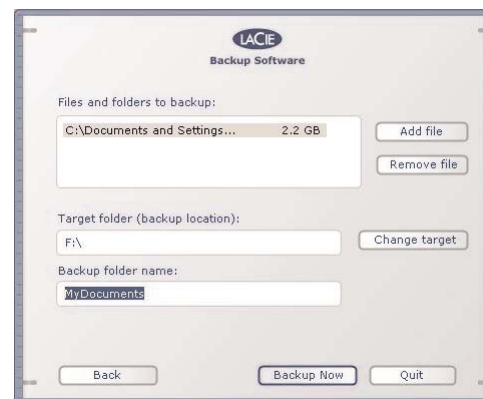 LACIE
Backup Software
Files and folders to backup:
C:\Documents and Settings... 2.2 GB
Add file
Remove file
Target folder (backup location):
F:\
Change target
Backup folder name:
MyDocuments
Back
Backup Now
Quit